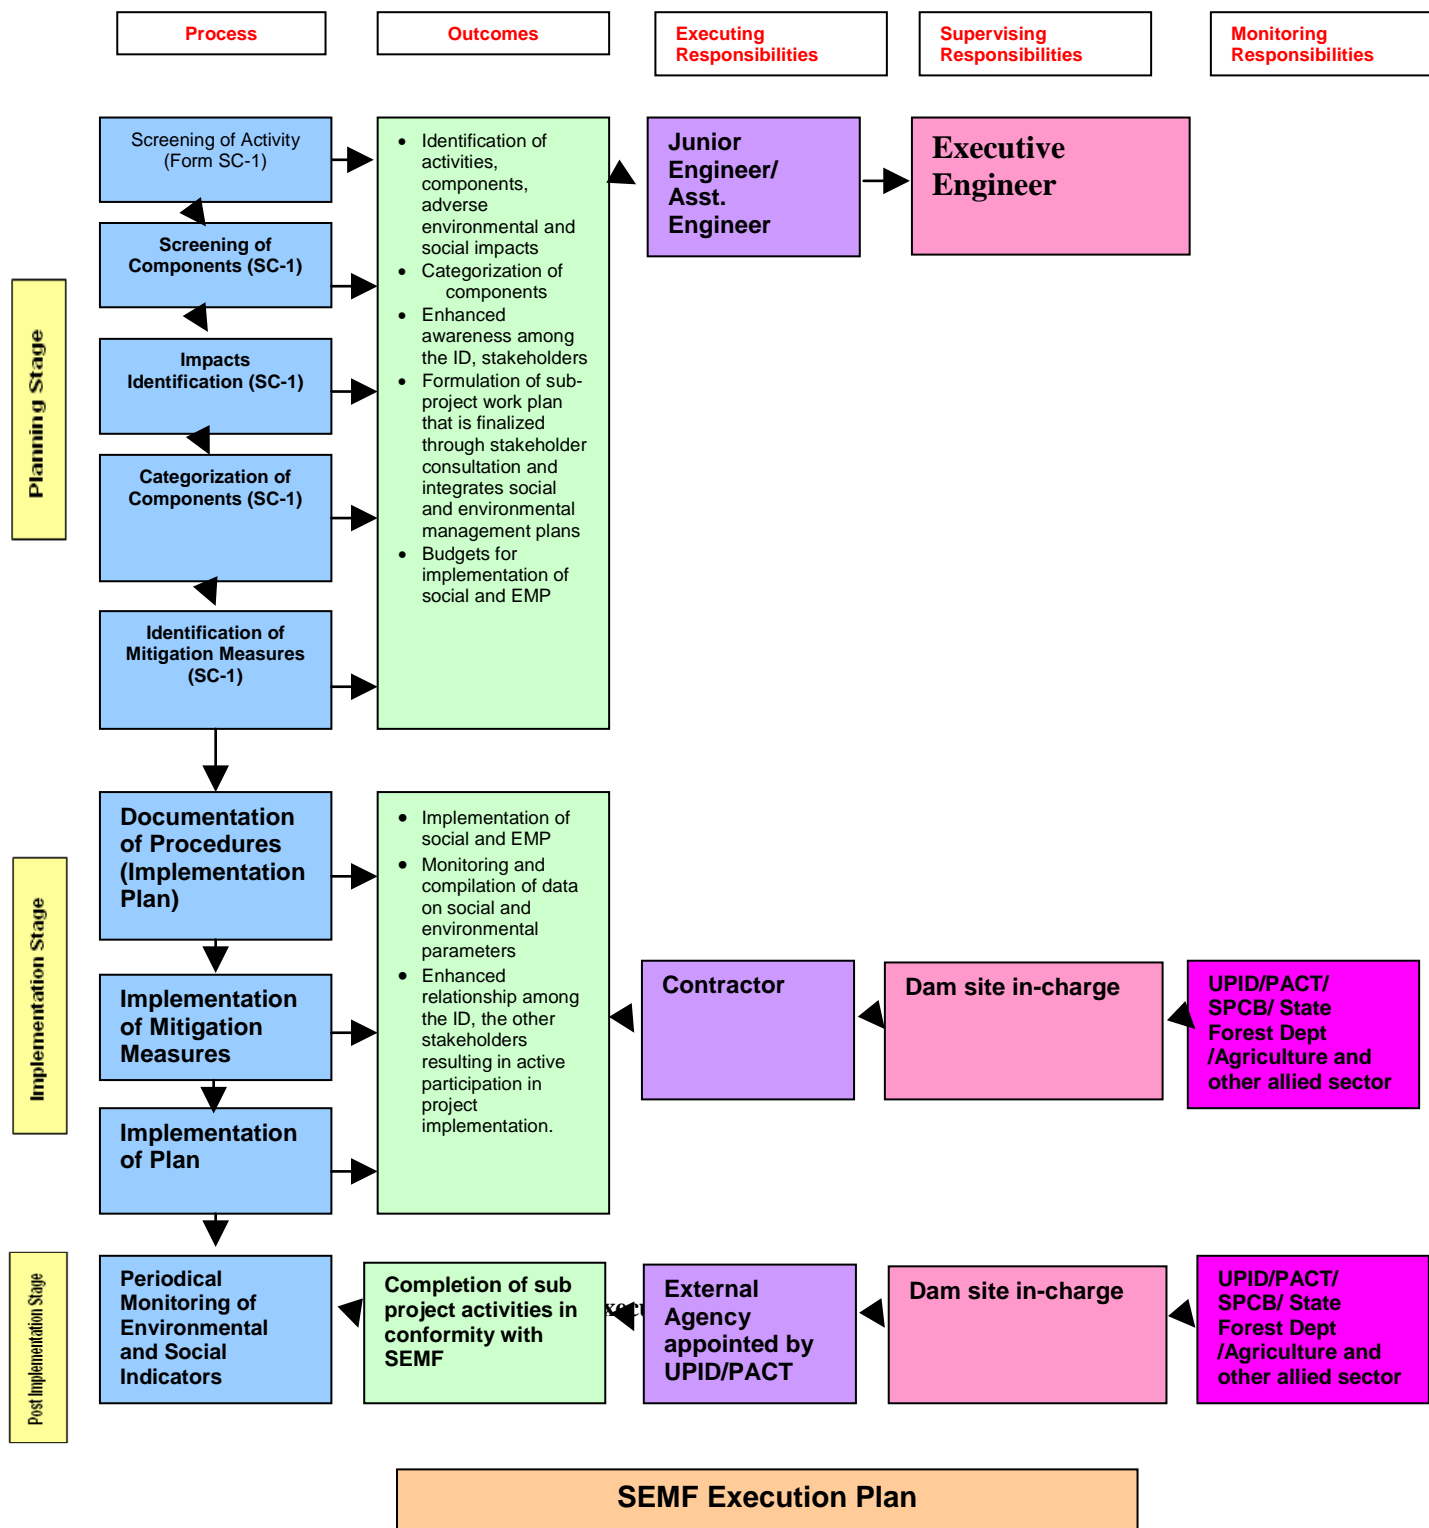 Process
Outcomes
Executing
Responsibilities
Supervising
Responsibilities
Monitoring
Responsibilities
Planning Stage
Screening of Activity
(Form SC-1)
Screening of
Components (SC-1)
Impacts
Identification (SC-1)
Categorization of
Components (SC-1)
Identification of
Mitigation Measures
(SC-1)
• Identification of
activities,
components,
adverse
environmental and
social impacts
• Categorization of
components
• Enhanced
awareness among
the ID, stakeholders
• Formulation of sub-
project work plan
that is finalized
through stakeholder
consultation and
integrates social
and environmental
management plans
• Budgets for
implementation of
social and EMP
Junior
Engineer/
Asst.
Engineer
Executive
Engineer
Implementation Stage
Documentation
of Procedures
(Implementation
Plan)
Implementation
of Mitigation
Measures
Implementation
of Plan
• Implementation of
social and EMP
• Monitoring and
compilation of data
on social and
environmental
parameters
• Enhanced
relationship among
the ID, the other
stakeholders
resulting in active
participation in
project
implementation.
Contractor
Dam site in-charge
UPID/PACT/
SPCB/ State
Forest Dept
/Agriculture and
other allied sector
Post Implementation Stage
Periodical
Monitoring of
Environmental
and Social
Indicators
Completion of sub
project activities in
conformity with
SEMF
External
Agency
appointed by
UPID/PACT
Dam site in-charge
UPID/PACT/
SPCB/ State
Forest Dept
/Agriculture and
other allied sector
SEMF Execution Plan